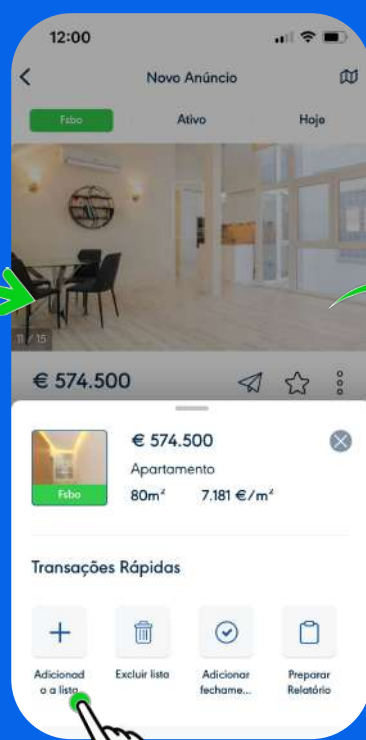 12:00
Novo Anúncio
Fsbo Ativo Hoje
11 / 15
€ 574.500
€ 574.500
Apartamento
Fsbo
80m² 7.181 €/m²
Transações Rápidas
Adicionad Excluir lista Adicionar Preparar
o a lista fechame... Relatório